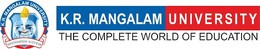 K.R. MANGALAM UNIVERSITY
THE COMPLETE WORLD OF EDUCATION